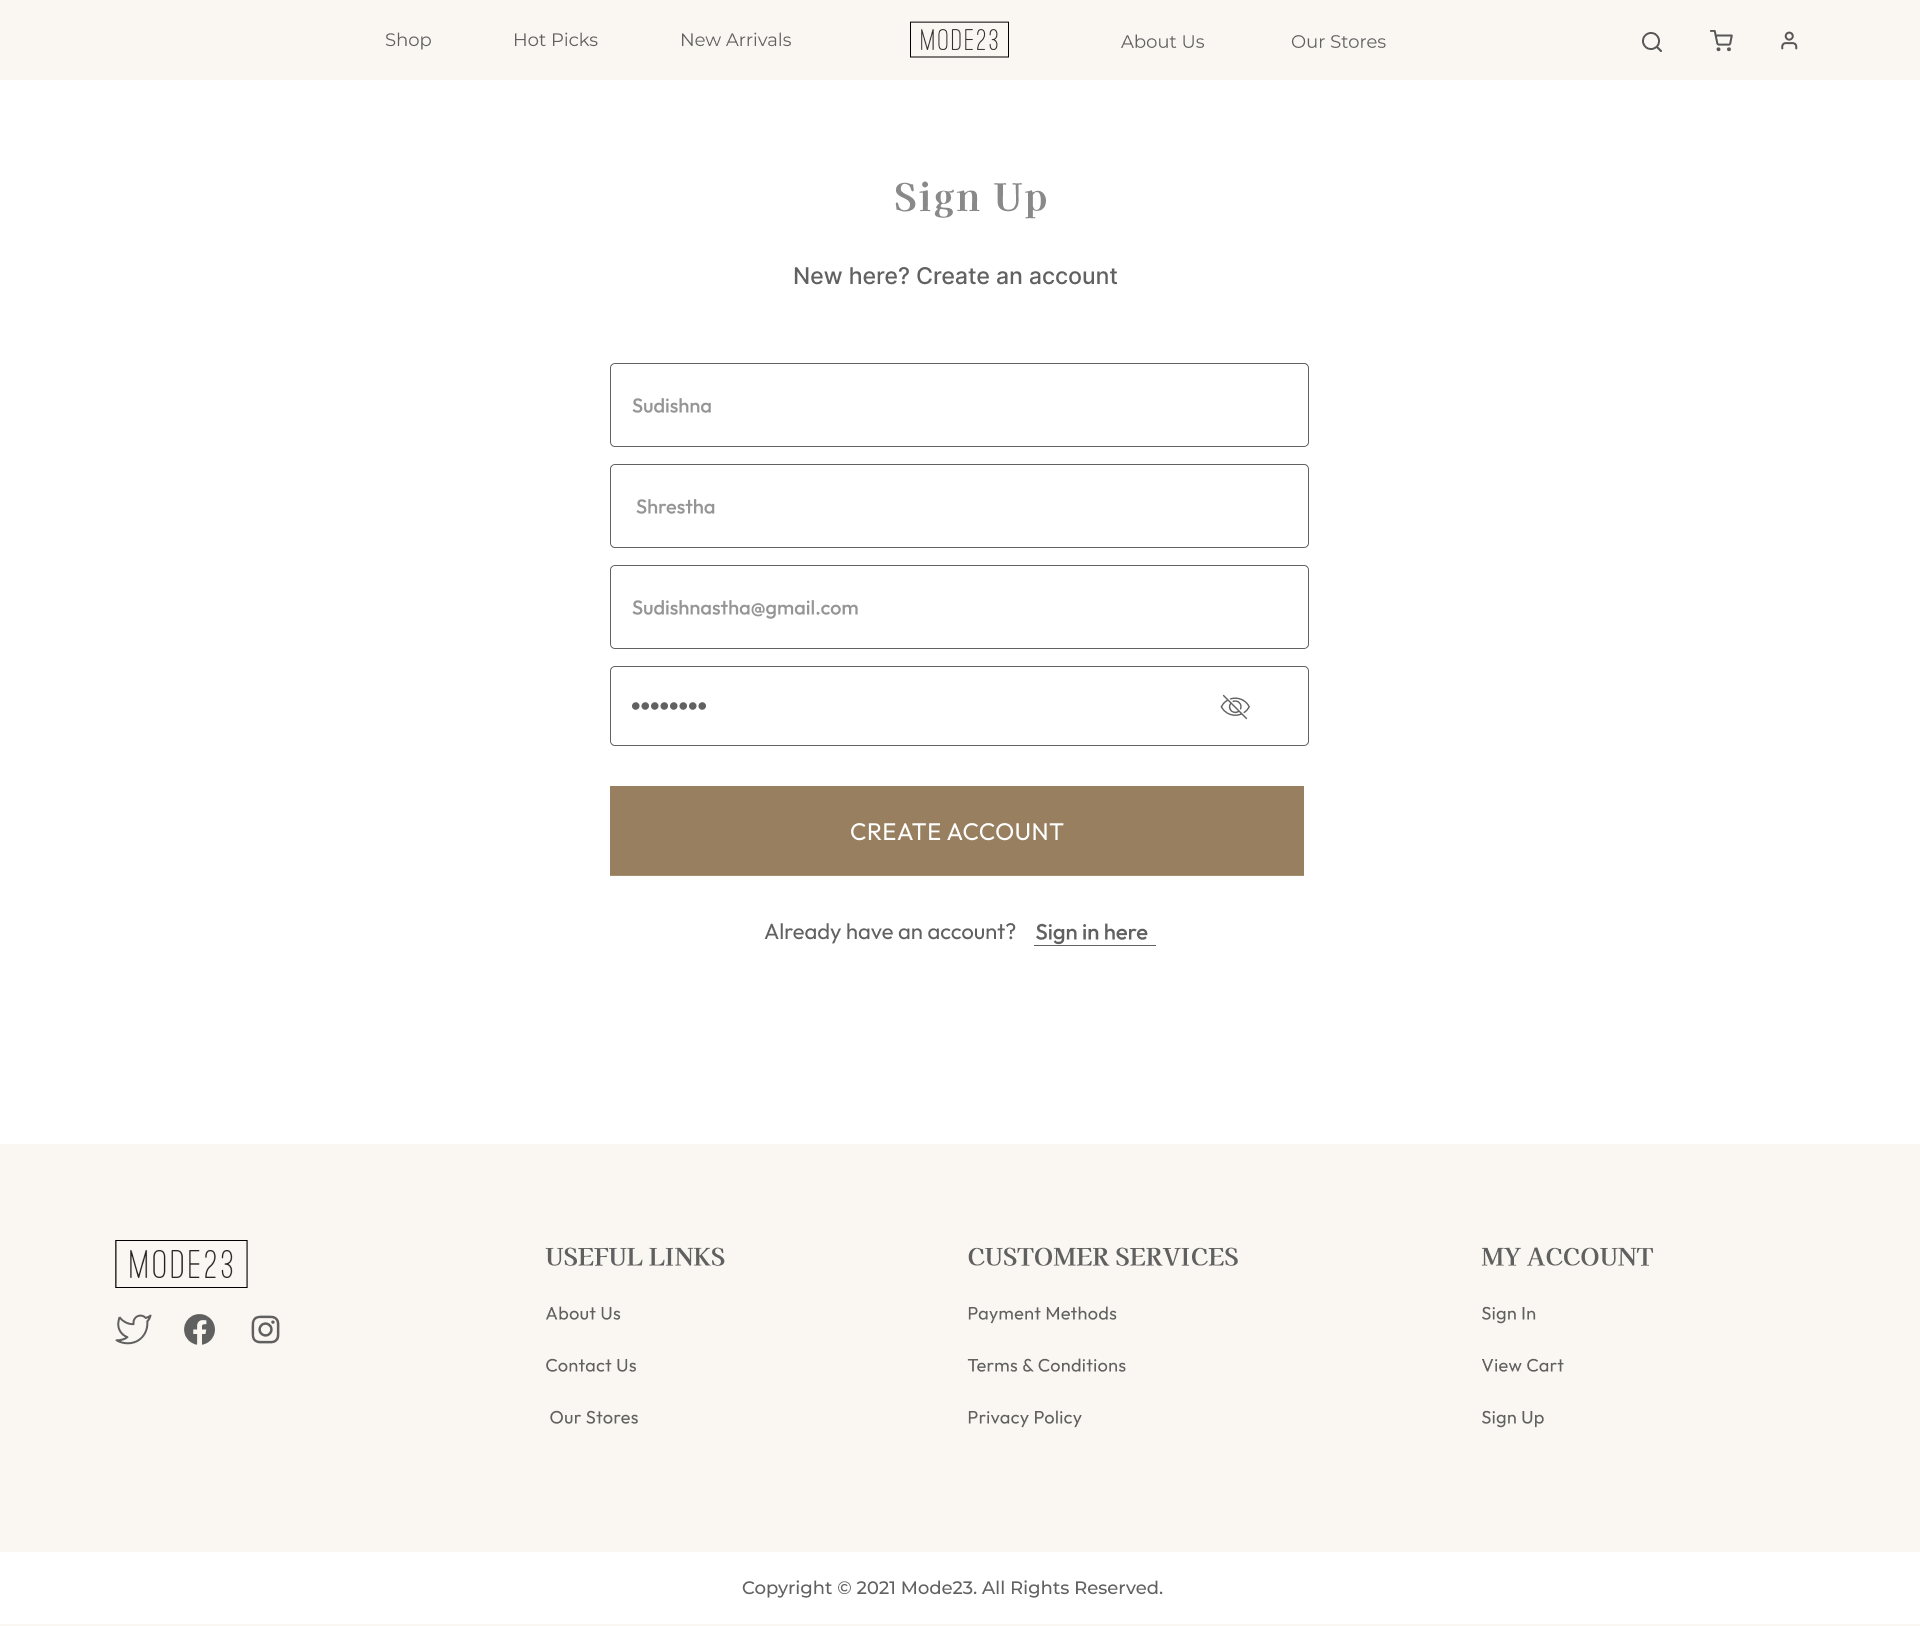 Shop
Hot Picks
New Arrivals
MODE23
About Us
Our Stores
Sign Up
New here? Create an account
Sudishna
Shrestha
Sudishnastha@gmail.com
••••••••
CREATE ACCOUNT
Already have an account? Sign in here
MODE23
USEFUL LINKS
About Us
Contact Us
Our Stores
CUSTOMER SERVICES
Payment Methods
Terms & Conditions
Privacy Policy
MY ACCOUNT
Sign In
View Cart
Sign Up
Copyright © 2021 Mode23. All Rights Reserved.